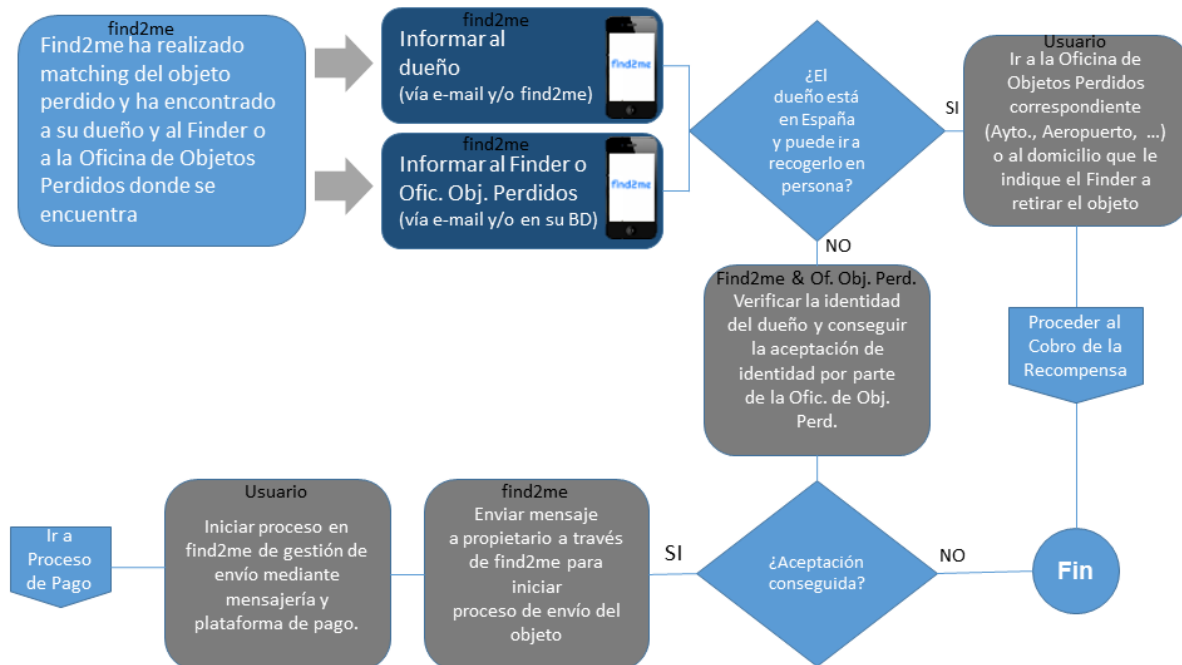 find2me
Find2me ha realizado
matching del objeto
perdido y ha encontrado
a su dueño y al Finder o
a la Oficina de Objetos
Perdidos donde se
encuentra
find2me
Informar al
dueño
(vía e-mail y/o find2me)
find2me
find2me
Informar al Finder o
Ofic. Obj. Perdidos
(vía e-mail y/o en su BD)
find2me
¿El
dueño está
en España
y puede ir a
recogerlo en
persona?
SI
Usuario
Ir a la Oficina de
Objetos Perdidos
correspondiente
(Ayto., Aeropuerto, ...)
o al domicilio que le
indique el Finder a
retirar el objeto
NO
Find2me & Of. Obj. Perd.
Verificar la identidad
del dueño y conseguir
la aceptación de
identidad por parte
de la Ofic. de Obj.
Perd.
Proceder al
Cobro de la
Recompensa
Ir a
Proceso
de Pago
Usuario
Iniciar proceso en
find2me de gestión de
envío mediante
mensajería y
plataforma de pago.
find2me
Enviar mensaje
a propietario a través
de find2me para
iniciar
proceso de envío del
objeto
SI
¿Aceptación
conseguida?
NO
Fin